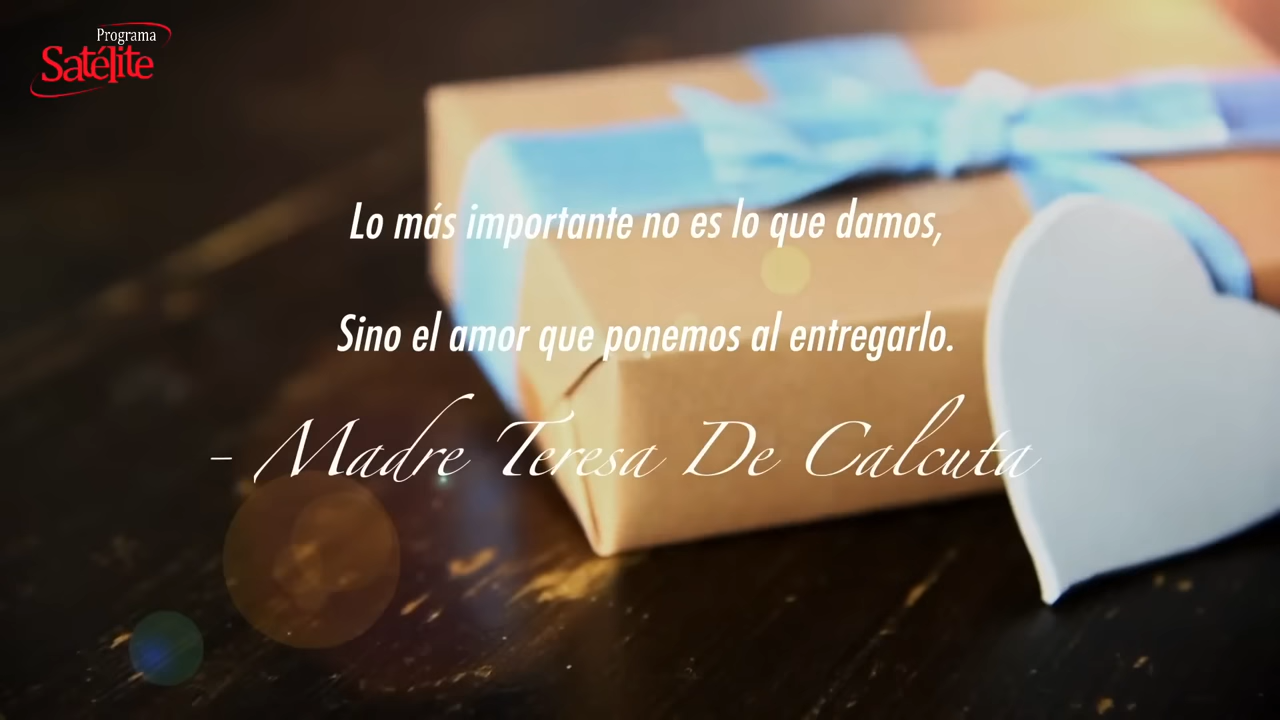 Programa
Satélite
Lo más importante no es lo que damos,
Sino el amor que ponemos al entregarlo.
- Madre Teresa De Calcuta